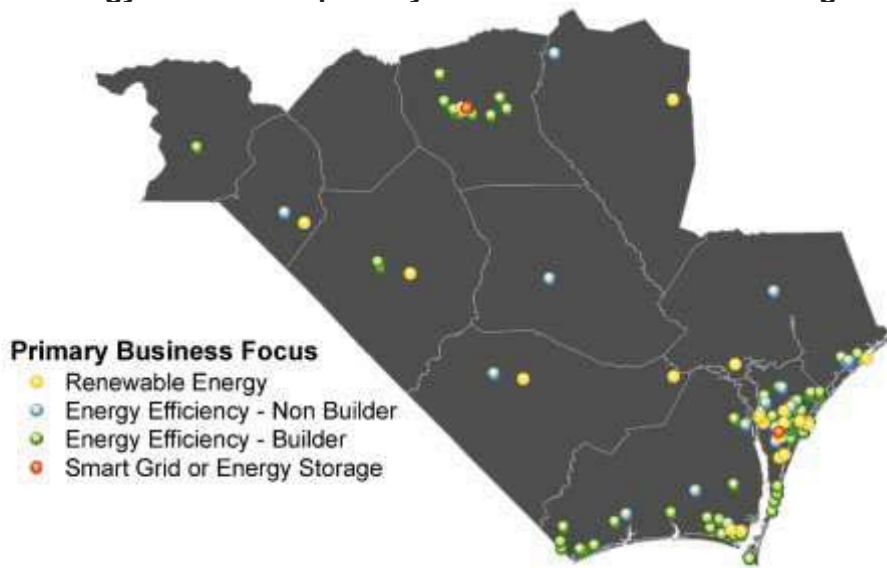 Primary Business Focus
Renewable Energy
Energy Efficiency - Non Builder
Energy Efficiency - Builder
Smart Grid or Energy Storage